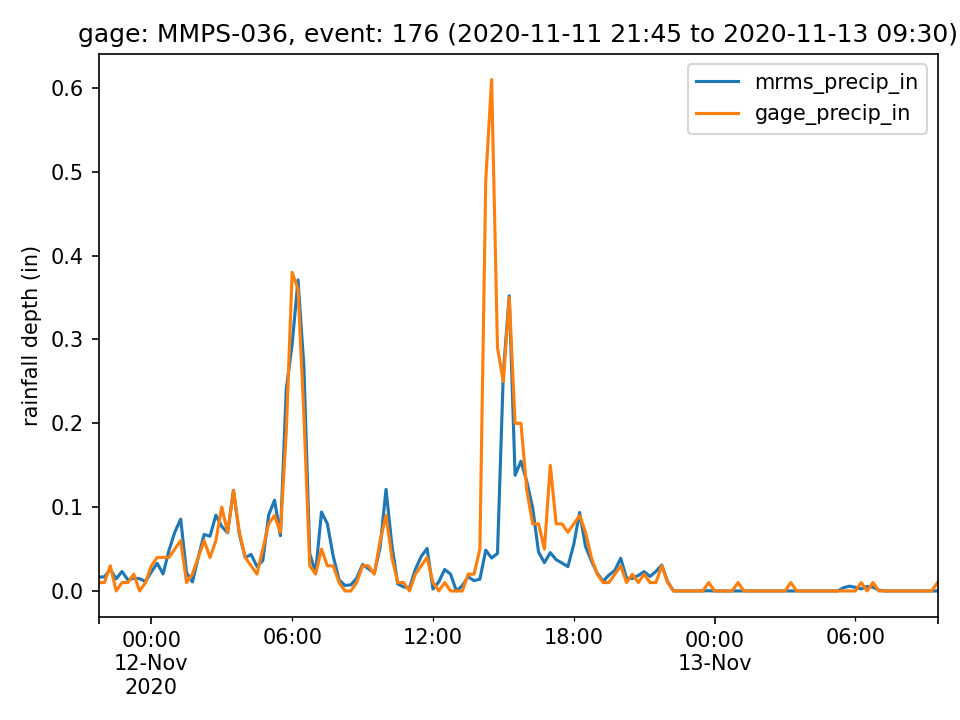 gage: MMPS-036, event: 176 (2020-11-11 21:45 to 2020-11-13 09:30)
mrms_precip_in
gage_precip_in
rainfall depth (in)
0.6
0.5
0.4
0.3
0.2
0.1
0.0
00:00 06:00 12:00 18:00 00:00 06:00
12-Nov 13-Nov
2020